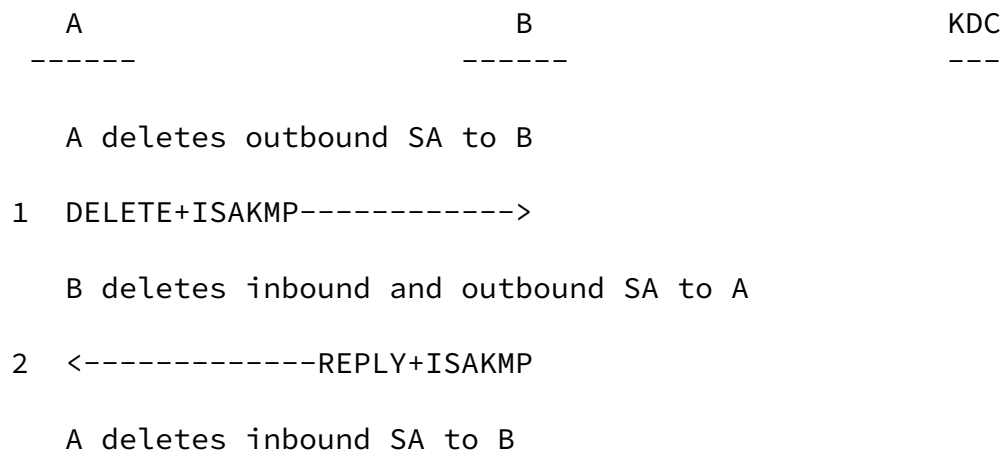 A B KDC
------ ------ ---
A deletes outbound SA to B
1 DELETE+ISAKMP------------>
B deletes inbound and outbound SA to A
2 <-------------REPLY+ISAKMP
A deletes inbound SA to B